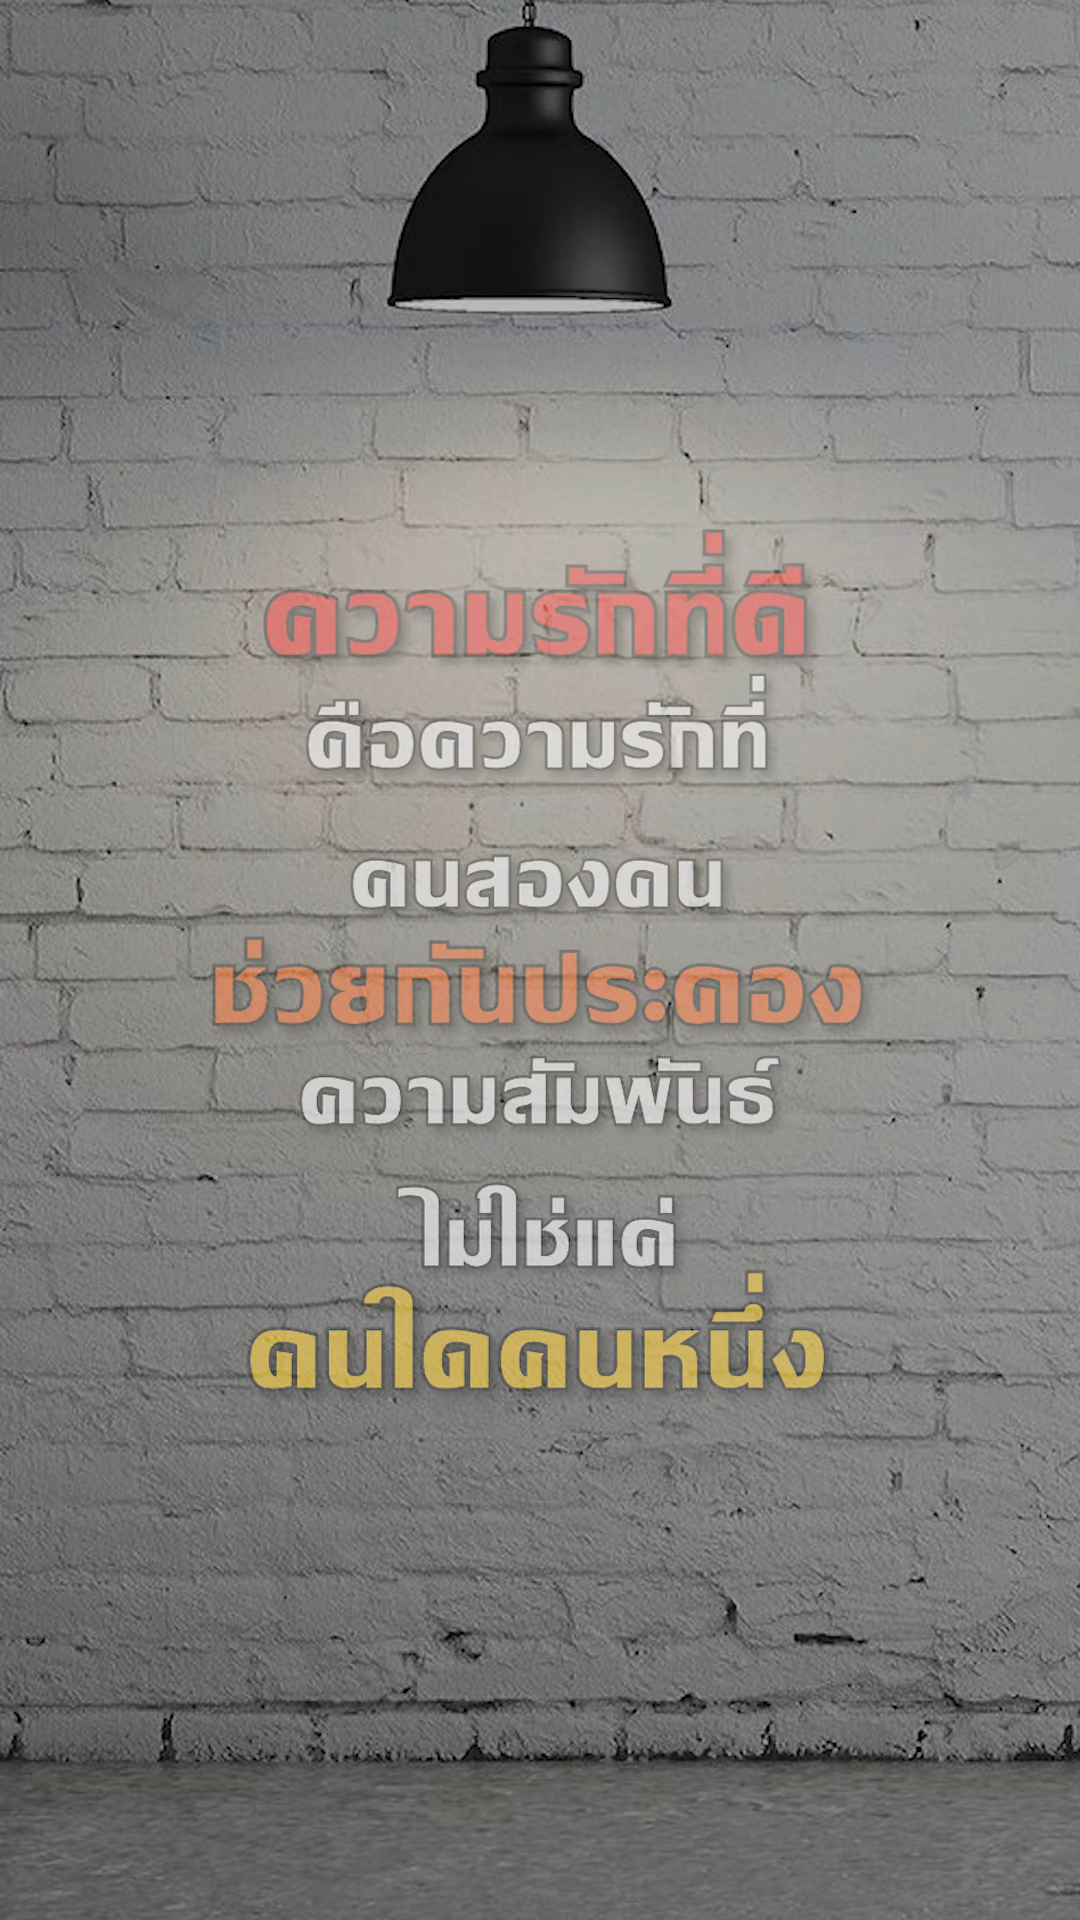 ความรักที่ดี
คือความรักที่
คนสองคน
ช่วยกันประคอง
ความสัมพันธ์
ไม่ใช่แค่
คนใดคนหนึ่ง